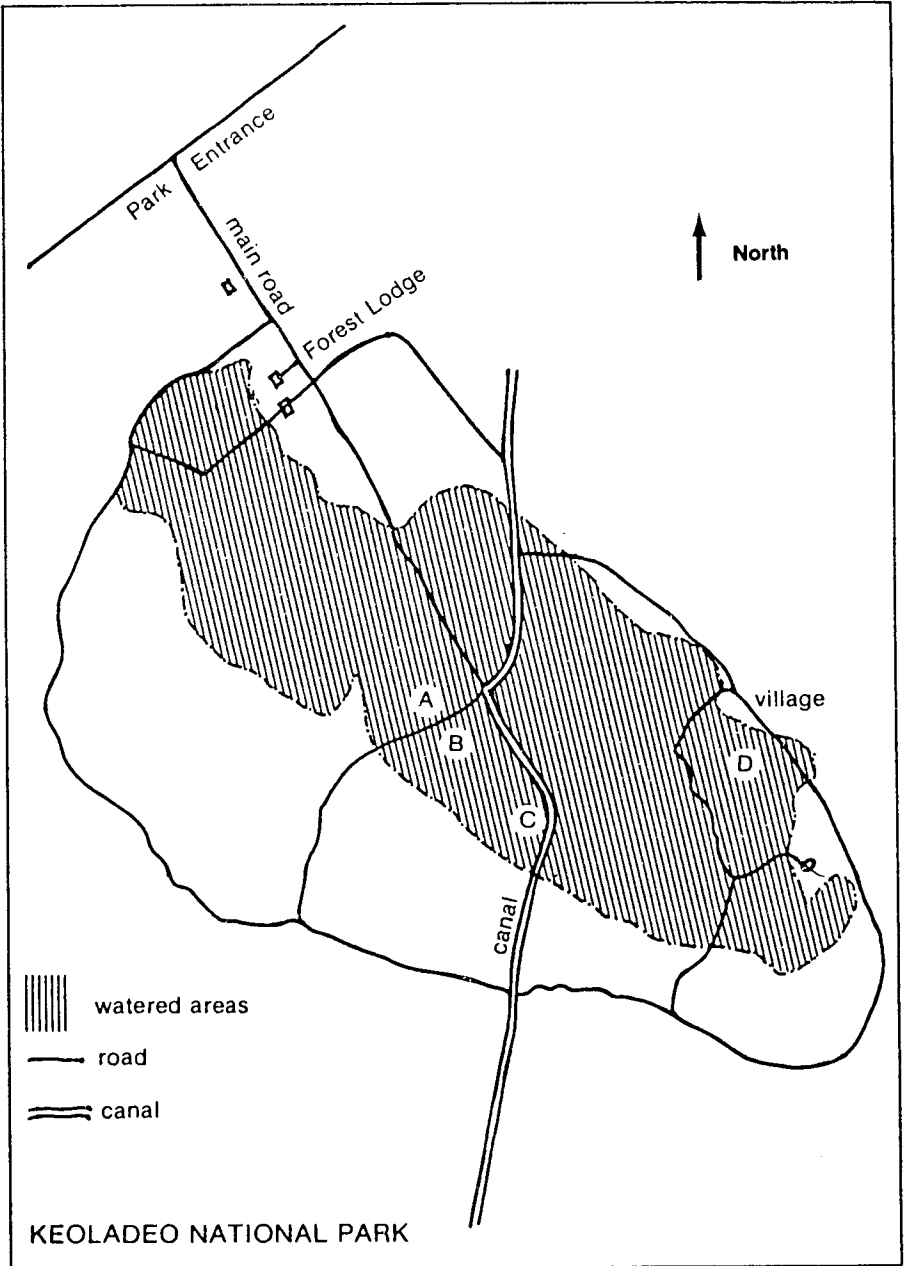 Park Entrance
main road
North
Forest Lodge
A
village
B
D
C
canal
watered areas
road
canal
KEOLADEO NATIONAL PARK